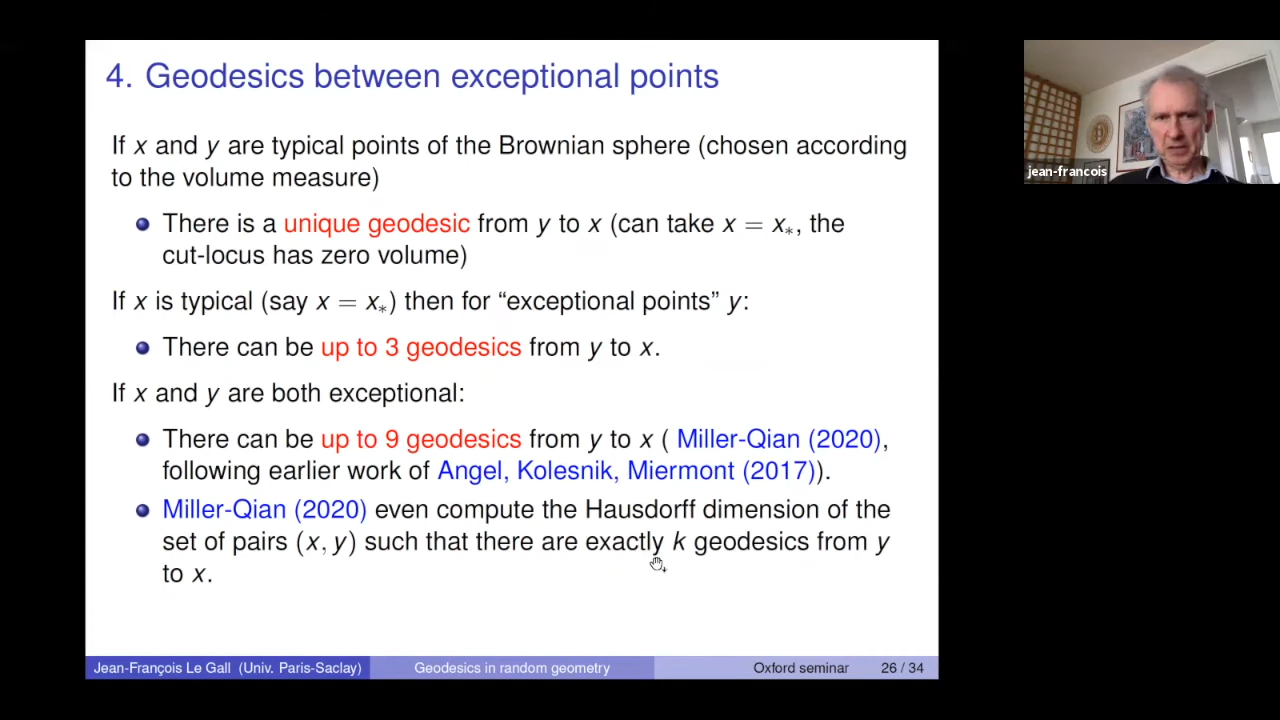 4. Geodesics between exceptional points
If x and y are typical points of the Brownian sphere (chosen according
to the volume measure)
There is a unique geodesic from y to x (can take x = x∗, the
cut-locus has zero volume)
If x is typical (say x = x∗) then for “exceptional points” y:
There can be up to 3 geodesics from y to x.
If x and y are both exceptional:
There can be up to 9 geodesics from y to x ( Miller-Qian (2020),
following earlier work of Angel, Kolesnik, Miermont (2017)).
Miller-Qian (2020) even compute the Hausdorff dimension of the
set of pairs (x, y) such that there are exactly k geodesics from y
to x.
Jean-François Le Gall (Univ. Paris-Saclay) Geodesics in random geometry Oxford seminar 26 / 34
jean-francois